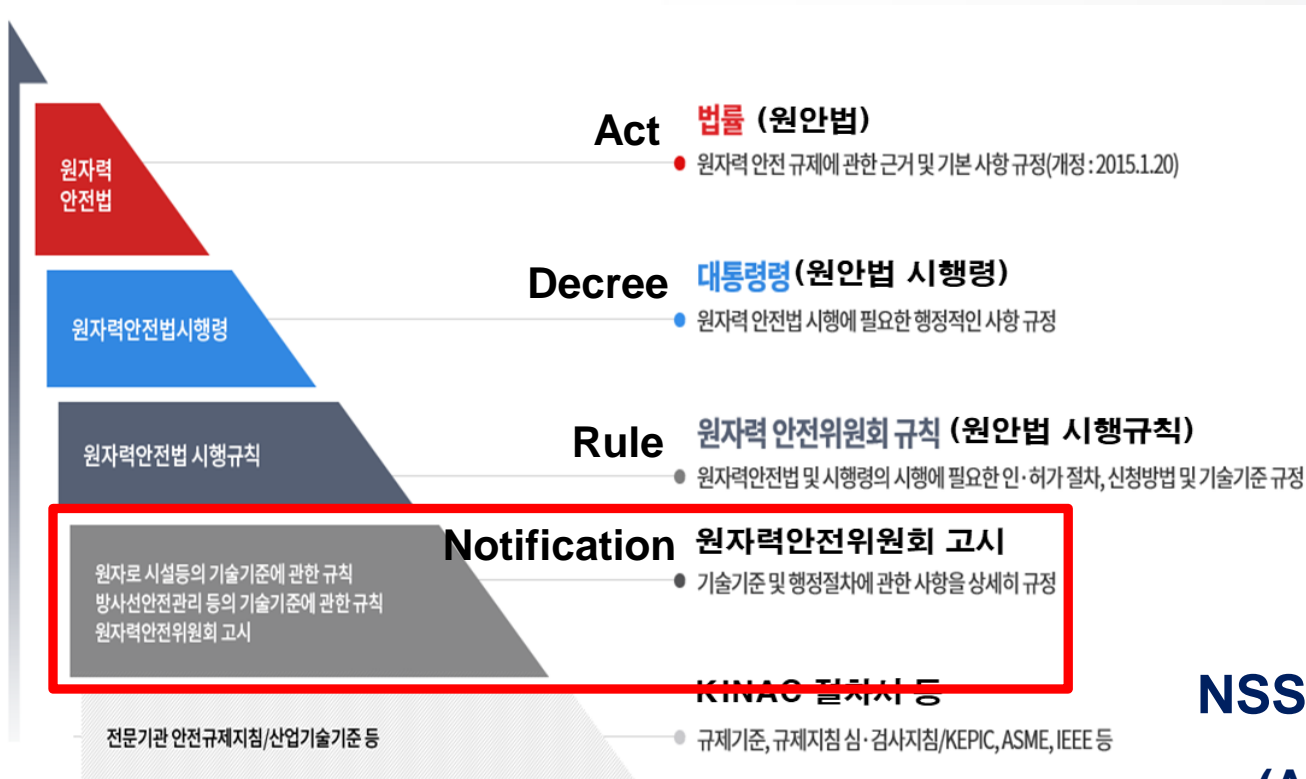 Act 법률 (원안법)
원자력
안전법
원자력 안전 규제에 관한 근거 및 기본 사항 규정(개정 : 2015.1.20)
Decree 대통령령(원안법 시행령)
원자력안전법시행령
원자력 안전법 시행에 필요한 행정적인 사항 규정
Rule 원자력 안전위원회 규칙 (원안법 시행규칙)
원자력안전법 시행규칙
원자력안전법 및 시행령의 시행에 필요한 인·허가 절차, 신청방법 및 기술기준 규정
Notification 원자력안전위원회 고시
원자로 시설등의 기술기준에 관한 규칙
방사선안전관리 등의 기술기준에 관한 규칙
원자력안전위원회 고시
기술기준 및 행정절차에 관한 사항을 상세히 규정
KINAC 절차서 등
NSS
전문기관 안전규제지침/산업기술기준 등
규제기준, 규제지침 심·검사지침/KEPIC, ASME, IEEE 등